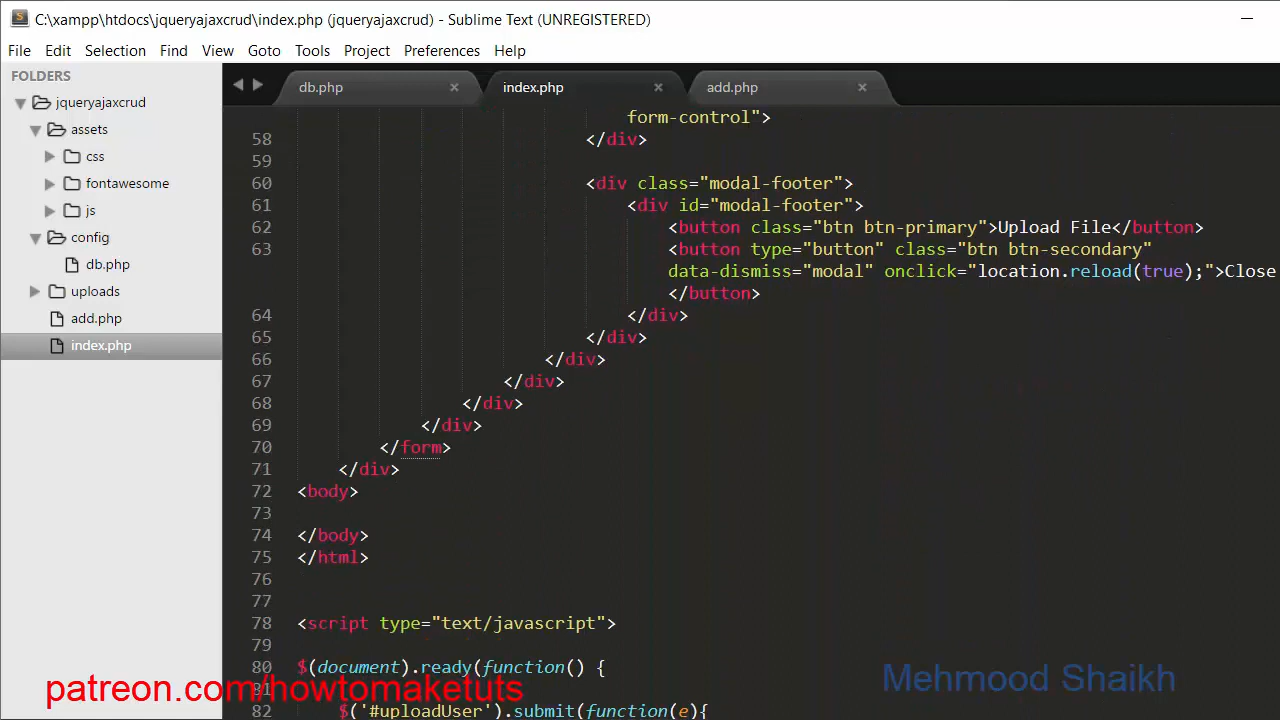 C:\xampp\htdocs\jqueryajaxcrud\index.php (jqueryajaxcrud) - Sublime Text (UNREGISTERED)
File Edit Selection Find View Goto Tools Project Preferences Help
FOLDERS
jqueryajaxcrud
assets
css
fontawesome
js
config
db.php
uploads
add.php
index.php
db.php × index.php × add.php ×
form-control">
58 </div>
59
60 <div class="modal-footer">
61 <div id="modal-footer">
62 <button class="btn btn-primary">Upload File</button>
63 <button type="button" class="btn btn-secondary"
data-dismiss="modal" onclick="location.reload(true);">Close
</button>
64 </div>
65 </div>
66 </div>
67 </div>
68 </div>
69 </div>
70 </form>
71 </div>
72 <body>
73
74 </body>
75 </html>
76
77
78 <script type="text/javascript">
79
80 $(document).ready(function() {
81
82 $('#uploadUser').submit(function(e){
patreon.com/howtomaketuts
Mehmood Shaikh